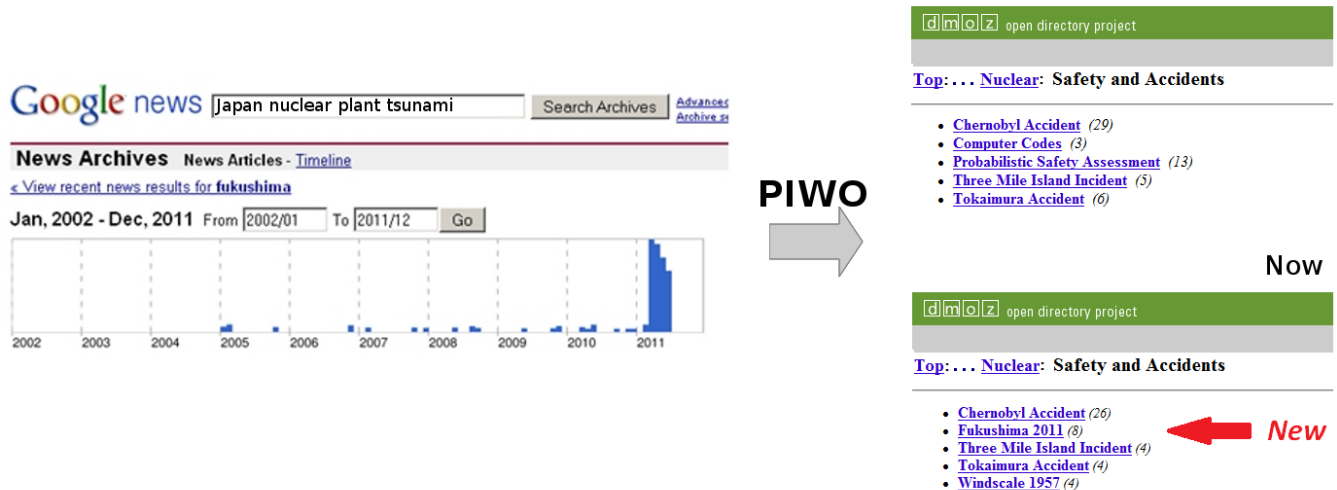 Google news Japan nuclear plant tsunami Search Archives
News Archives News Articles - Timeline
« View recent news results for fukushima
Jan, 2002 - Dec, 2011 From 2002/01 To 2011/12 Go
2002 2003 2004 2005 2006 2007 2008 2009 2010 2011
PIWO
dmoz open directory project
Top: . . . Nuclear: Safety and Accidents
• Chernobyl Accident (29)
• Computer Codes (3)
• Probabilistic Safety Assessment (13)
• Three Mile Island Incident (5)
• Tokaimura Accident (6)
Now
dmoz open directory project
Top: . . . Nuclear: Safety and Accidents
• Chernobyl Accident (26)
• Fukushima 2011 (8)
New
• Three Mile Island Incident (4)
• Tokaimura Accident (4)
• Windscale 1957 (4)